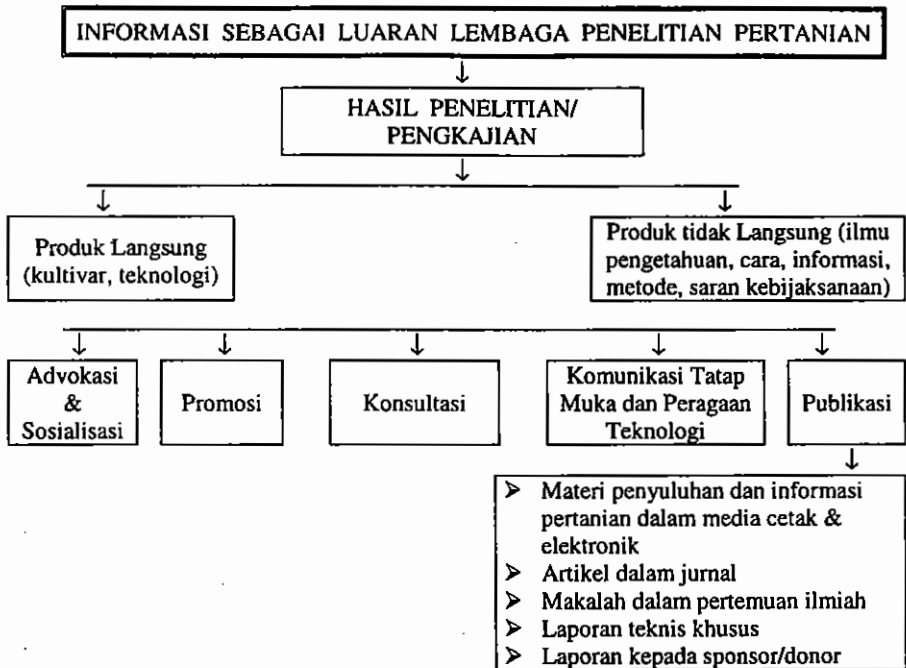 INFORMASI SEBAGAI LUARAN LEMBAGA PENELITIAN PERTANIAN
HASIL PENELITIAN/
PENGKAJIAN
Produk Langsung
(kultivar, teknologi)
Produk tidak Langsung (ilmu
pengetahuan, cara, informasi,
metode, saran kebijaksanaan)
Advokasi
&
Sosialisasi
Promosi
Konsultasi
Komunikasi Tatap
Muka dan Peragaan
Teknologi
Publikasi
➢ Materi penyuluhan dan informasi
pertanian dalam media cetak &
elektronik
➢ Artikel dalam jurnal
➢ Makalah dalam pertemuan ilmiah
➢ Laporan teknis khusus
➢ Laporan kepada sponsor/donor